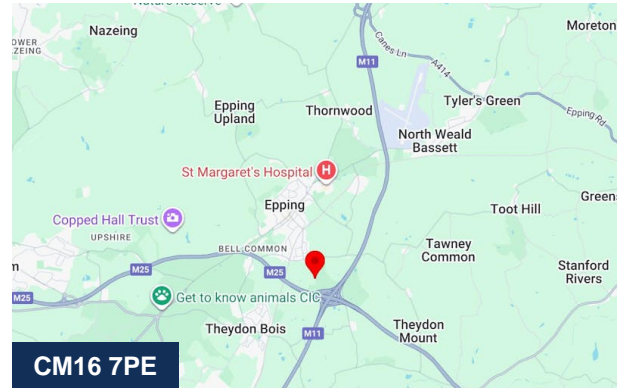 Nature Reserve
Nazeing
Moreton
Canes Ln
M11
A414
Epping
Upland
Thornwood
Tyler's Green
Epping Rd
North Weald
Bassett
St Margaret's Hospital
H
Epping
Toot Hill
Copped Hall Trust
UPSHIRE
BELL COMMON
Tawney
Common
M25
M25
Stanford
Rivers
M25
Get to know animals CIC
Theydon Bois
M11
Theydon
Mount
CM16 7PE